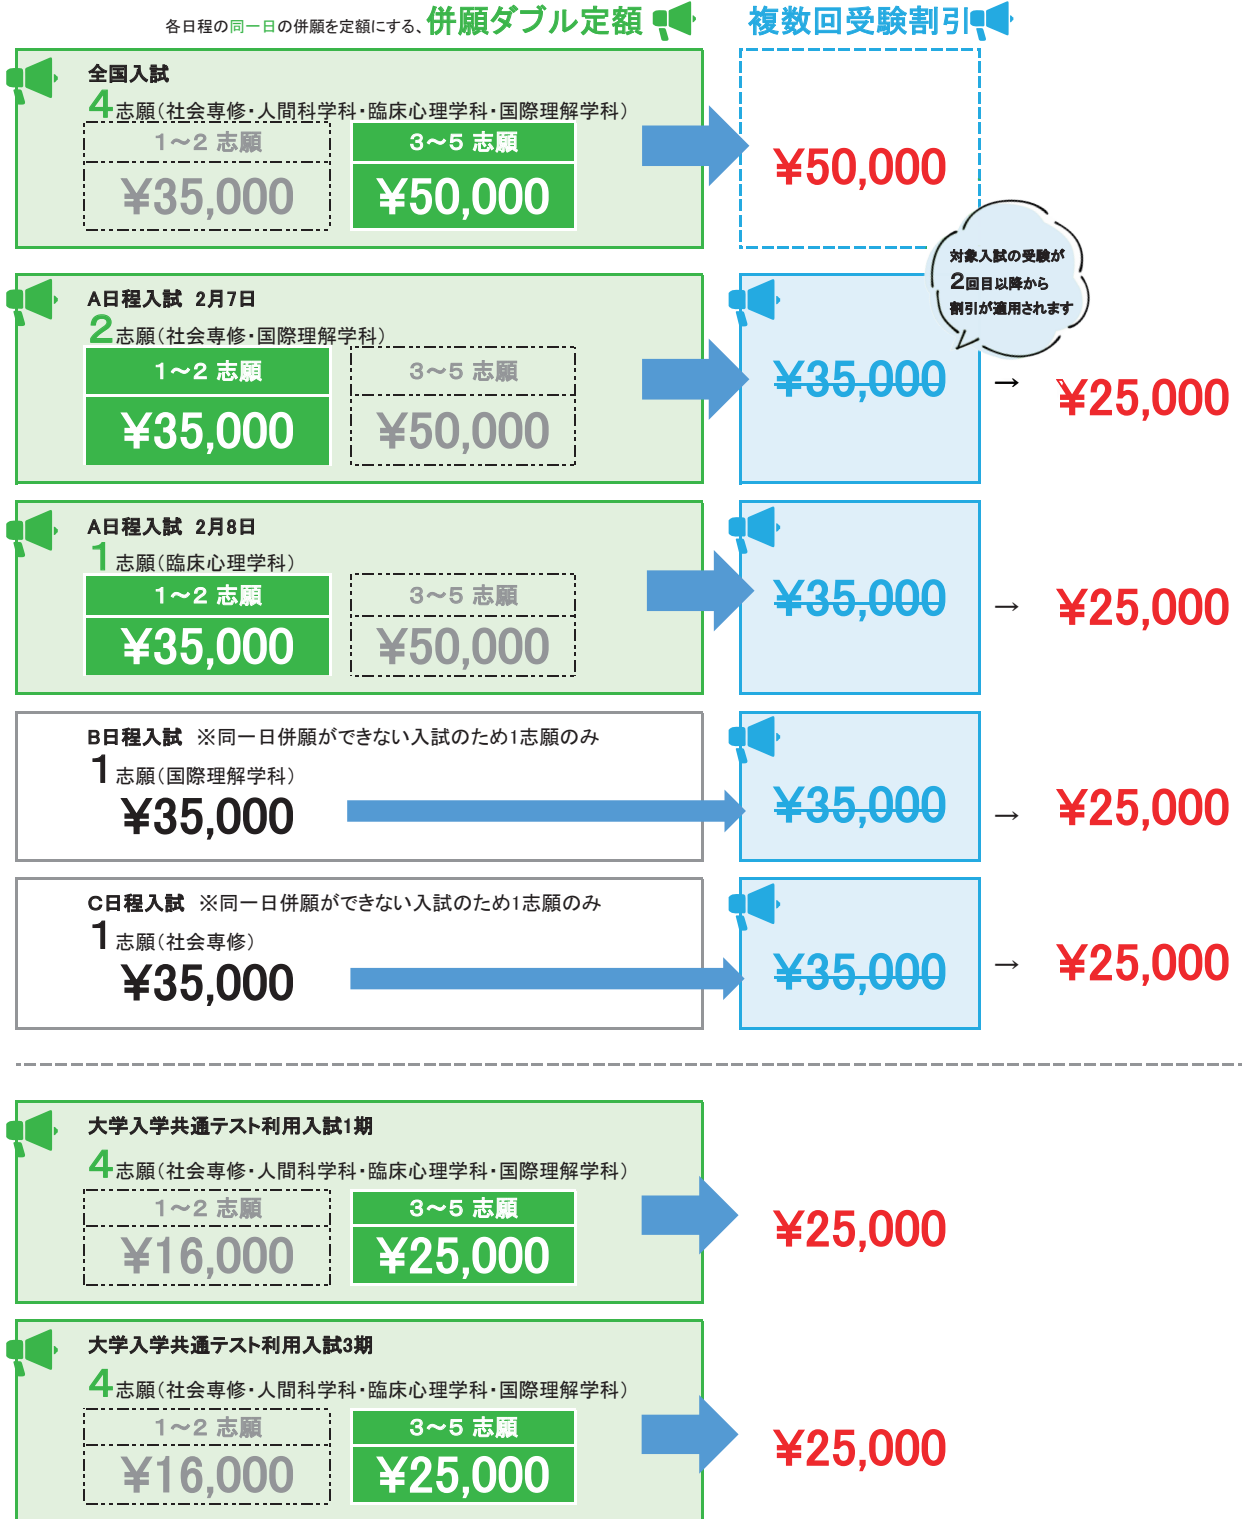 各日程の同一日の併願を定額にする、併願ダブル定額
複数回受験割引
全国入試
4志願(社会専修・人間科学科・臨床心理学科・国際理解学科)
1～2 志願
3～5 志願
¥35,000
¥50,000
¥50,000
対象入試の受験が
2回目以降から
割引が適用されます
A日程入試 2月7日
2志願(社会専修・国際理解学科)
1～2 志願
3～5 志願
¥35,000
¥50,000
¥35,000
→
¥25,000
A日程入試 2月8日
1志願(臨床心理学科)
1～2 志願
3～5 志願
¥35,000
¥50,000
¥35,000
→
¥25,000
B日程入試 ※同一日併願ができない入試のため1志願のみ
1志願(国際理解学科)
¥35,000
¥35,000
→
¥25,000
C日程入試 ※同一日併願ができない入試のため1志願のみ
1志願(社会専修)
¥35,000
¥35,000
→
¥25,000
大学入学共通テスト利用入試1期
4志願(社会専修・人間科学科・臨床心理学科・国際理解学科)
1～2 志願
3～5 志願
¥16,000
¥25,000
¥25,000
大学入学共通テスト利用入試3期
4志願(社会専修・人間科学科・臨床心理学科・国際理解学科)
1～2 志願
3～5 志願
¥16,000
¥25,000
¥25,000